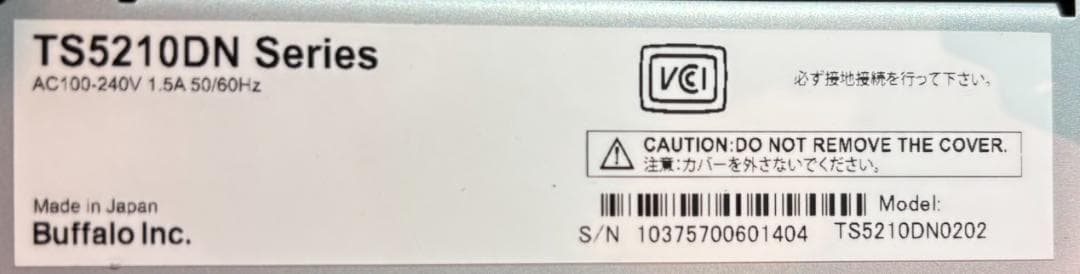 TS5210DN Series
AC100-240V 1.5A 50/60Hz
VCCI
必ず接地接続を行って下さい。
CAUTION:DO NOT REMOVE THE COVER.
注意:カバーを外さないでください。
Made in Japan
Buffalo Inc.
Model:
S/N 10375700601404 TS5210DN0202